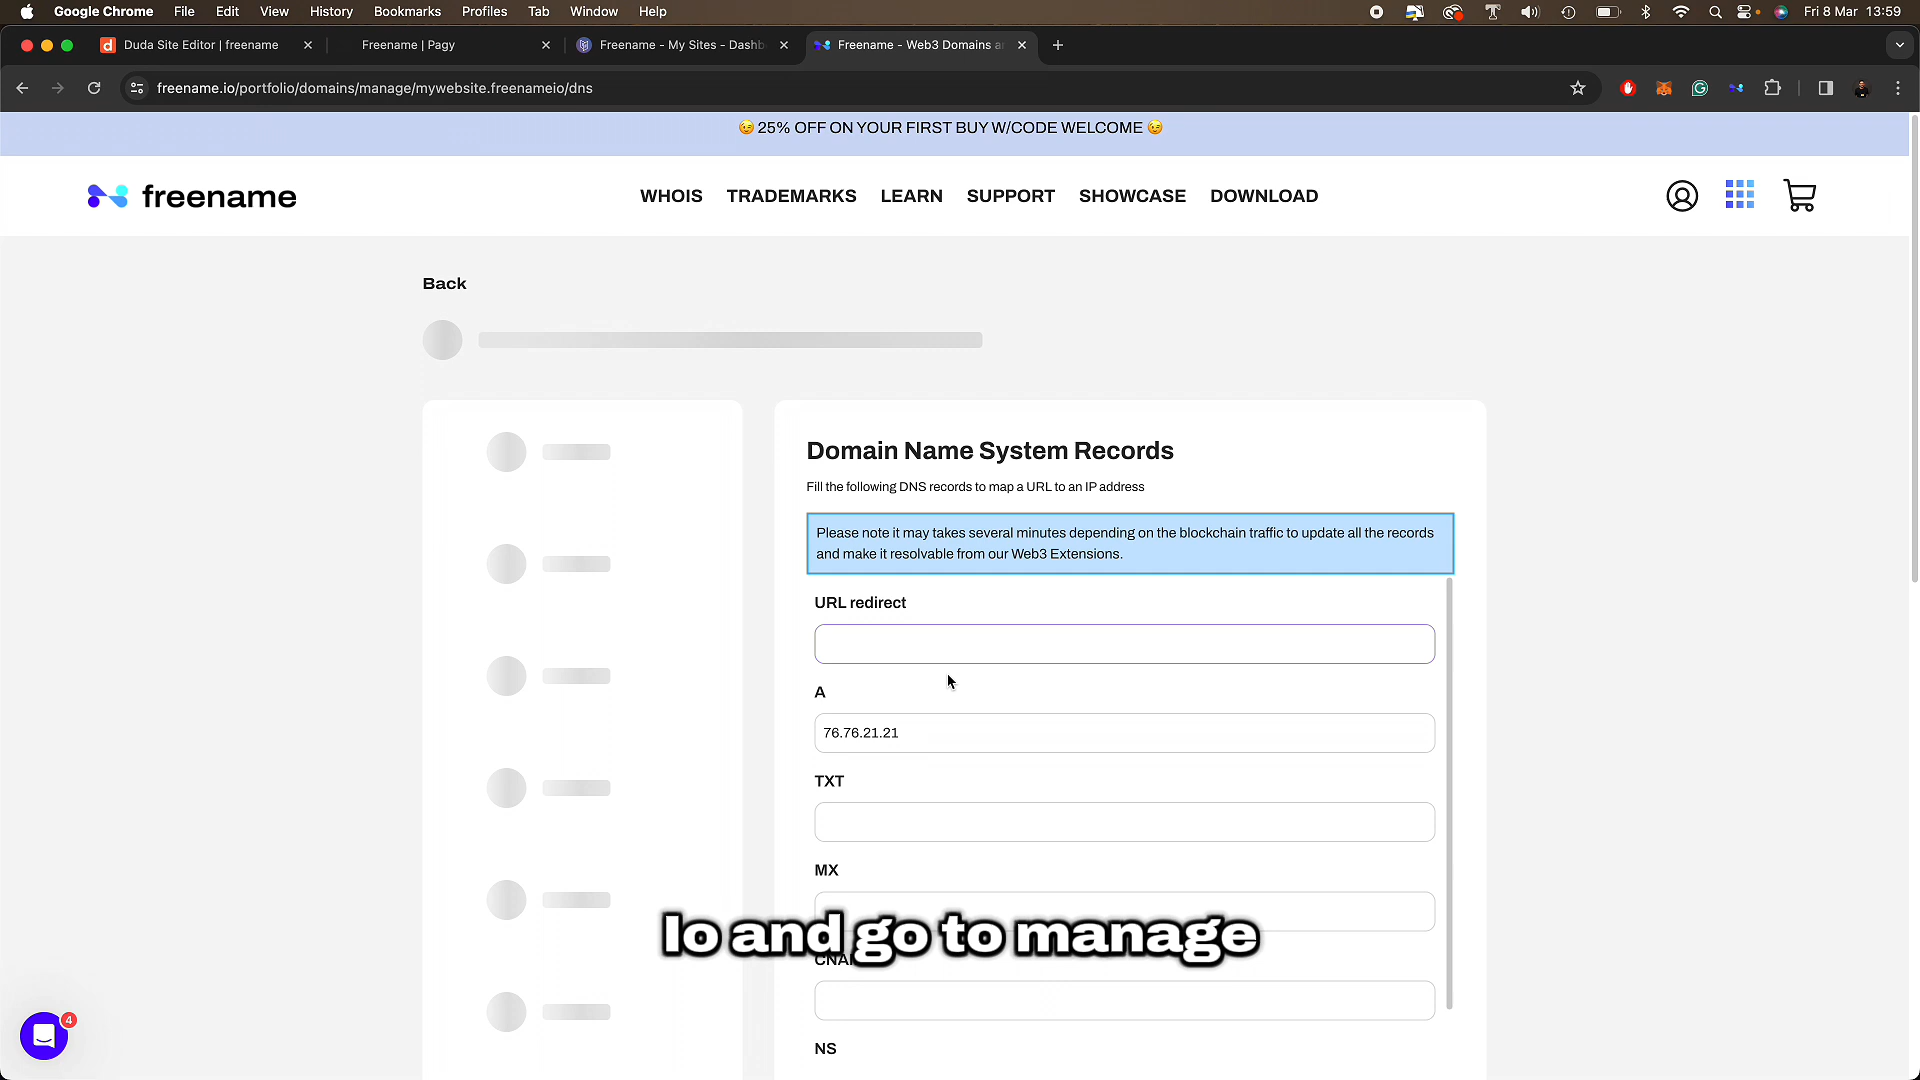 Google Chrome File Edit View History Bookmarks Profiles Tab Window Help Fri 8 Mar 13:59
Duda Site Editor | freename
Freename | Pagy
Freename - My Sites - Dashb
Freename - Web3 Domains a
freename.io/portfolio/domains/manage/mywebsite.freenameio/dns
😉 25% OFF ON YOUR FIRST BUY W/CODE WELCOME 😉
freename
WHOIS TRADEMARKS LEARN SUPPORT SHOWCASE DOWNLOAD
Back
Domain Name System Records
Fill the following DNS records to map a URL to an IP address
Please note it may takes several minutes depending on the blockchain traffic to update all the records
and make it resolvable from our Web3 Extensions.
URL redirect
A
76.76.21.21
TXT
MX
Io and go to manage
NS
4